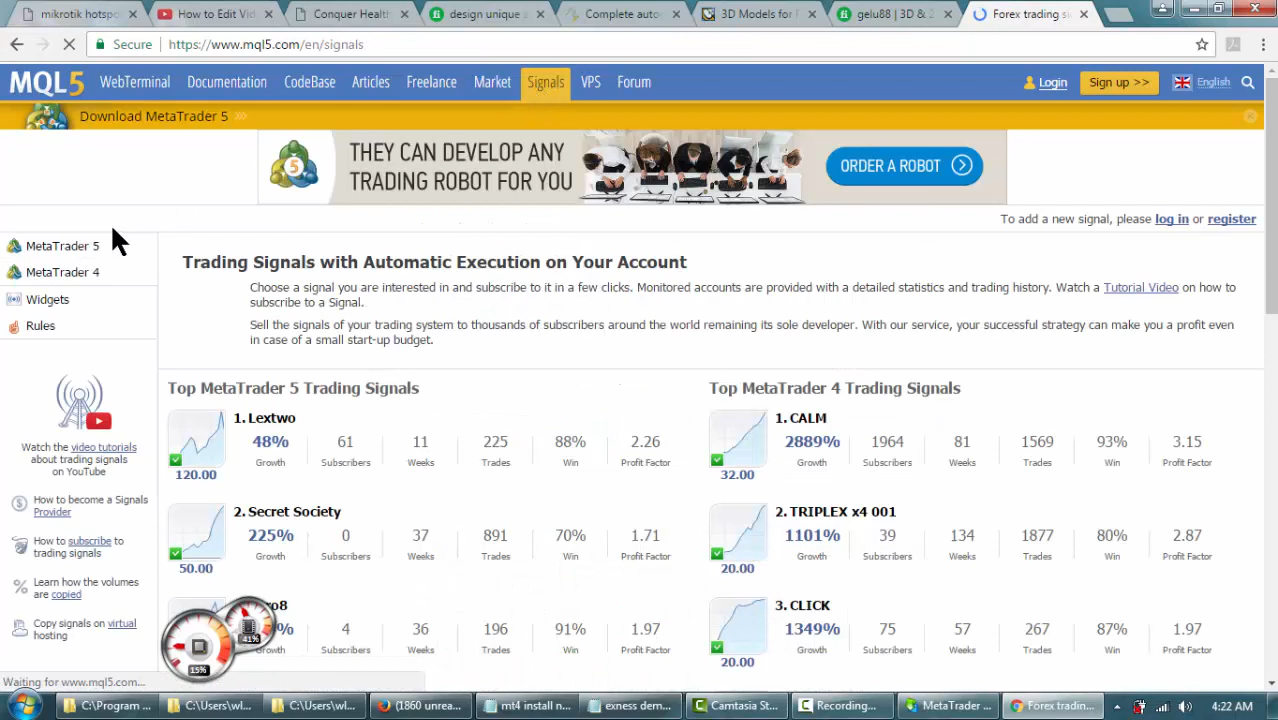 mikrotik hotspo
How to Edit Vid
Conquer Health
design unique a
Complete auto
3D Models for
gelu88 | 3D & 2
Forex trading si
Secure
https://www.mql5.com/en/signals
MQL5 WebTerminal Documentation CodeBase Articles Freelance Market Signals VPS Forum Login Sign up >> English
Download MetaTrader 5
THEY CAN DEVELOP ANY
TRADING ROBOT FOR YOU
ORDER A ROBOT
To add a new signal, please log in or register
MetaTrader 5
MetaTrader 4
Widgets
Rules
Watch the video tutorials
about trading signals
on YouTube
How to become a Signals
Provider
How to subscribe to
trading signals
Learn how the volumes
are copied
Copy signals on virtual
hosting
Trading Signals with Automatic Execution on Your Account
Choose a signal you are interested in and subscribe to it in a few clicks. Monitored accounts are provided with a detailed statistics and trading history. Watch a Tutorial Video on how to
subscribe to a Signal.
Sell the signals of your trading system to thousands of subscribers around the world remaining its sole developer. With our service, your successful strategy can make you a profit even
in case of a small start-up budget.
Top MetaTrader 5 Trading Signals
1. Lextwo
48% 61 11 225 88% 2.26
Growth Subscribers Weeks Trades Win Profit Factor
120.00
2. Secret Society
225% 0 37 891 70% 1.71
Growth Subscribers Weeks Trades Win Profit Factor
50.00
4 36 196 91% 1.97
Subscribers Weeks Trades Win Profit Factor
Top MetaTrader 4 Trading Signals
1. CALM
2889% 1964 81 1569 93% 3.15
Growth Subscribers Weeks Trades Win Profit Factor
32.00
2. TRIPLEX x4 001
1101% 39 134 1877 80% 2.87
Growth Subscribers Weeks Trades Win Profit Factor
20.00
3. CLICK
1349% 75 57 267 87% 1.97
Growth Subscribers Weeks Trades Win Profit Factor
20.00
41%
15%
Waiting for www.mql5.com...
C:\Program ...
C:\Users\wl...
C:\Users\wl...
(1860 unrea...
mt4 install n...
exness dem...
Camtasia St...
Recording...
MetaTrader ...
Forex tradin...
4:22 AM